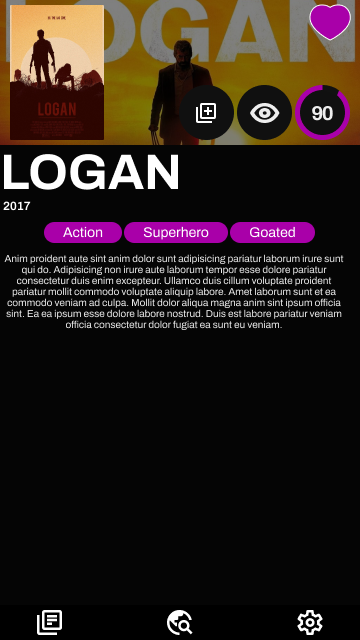 LOGAN
LOGAN
90
LOGAN
2017
Action Superhero Goated
Anim proident aute sint anim dolor sunt adipisicing pariatur laborum irure sunt
qui do. Adipisicing non irure aute laborum tempor esse dolore pariatur
consectetur duis enim excepteur. Ullamco duis cillum voluptate proident
pariatur mollit commodo voluptate aliquip labore. Amet laborum sunt et ea
commodo veniam ad culpa. Mollit dolor aliqua magna anim sint ipsum officia
sint. Ea ea ipsum esse dolore labore nostrud. Duis est labore pariatur veniam
officia consectetur dolor fugiat ea sunt eu veniam.